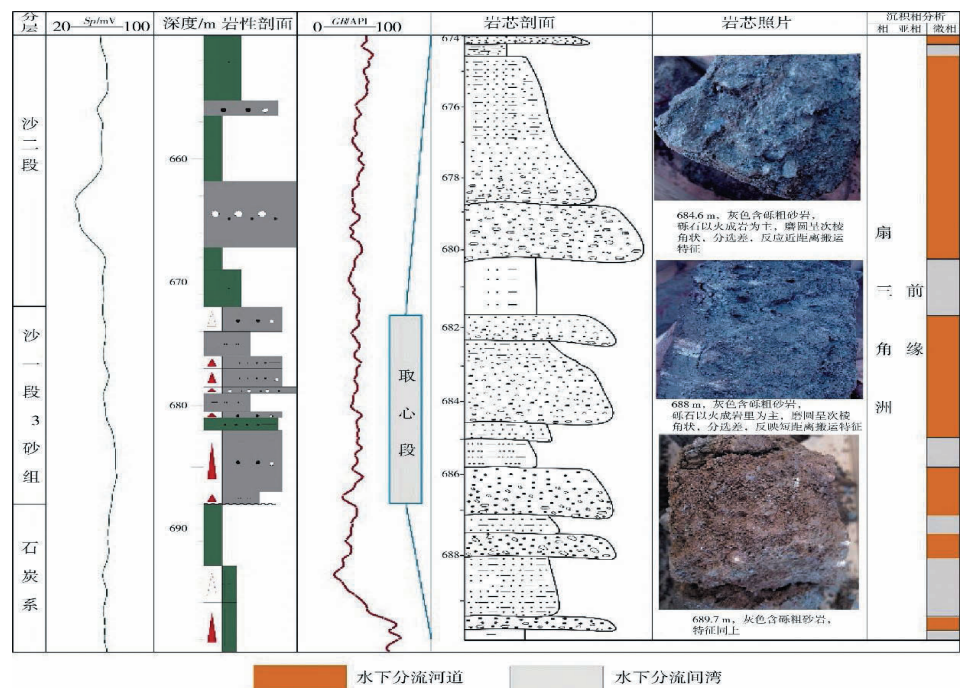 分层
20 Sp/mV 100
深度/m
岩性剖面
0 GR/API 100
岩芯剖面
岩芯照片
沉积相分析
相 亚相 微相
沙二段
沙一段3砂组
石炭系
660
670
680
690
取心段
674
676
678
680
682
684
686
688
684.6 m，灰色含砾粗砂岩，
砾石以火成岩为主，磨圆呈次棱
角状、分选差，反应近距离搬运
特征
688 m，灰色含砾粗砂岩，
砾石以火成岩里为主，磨圆呈次棱
角状、分选差，反映短距离搬运特征
689.7 m，灰色含砾粗砂岩，
特征同上
扇三角洲
前缘
水下分流河道
水下分流间湾